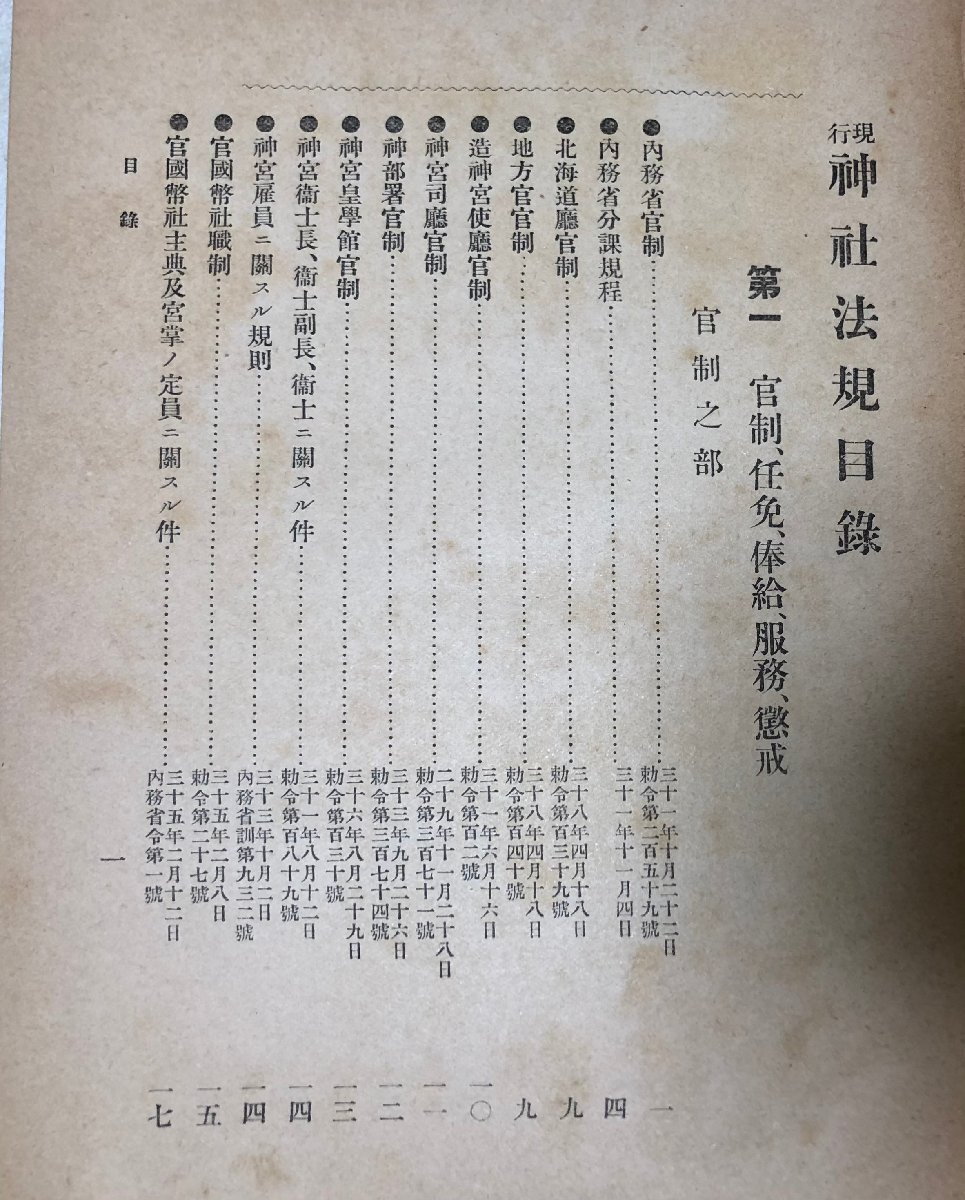 現行神社法規目錄
第一　官制、任免、俸給、服務、懲戒
官制之部
●內務省官制…………三十一年十月二十二日勅令第二百五十九號　一
●內務省分課規程…………三十一年十一月四日　四
●北海道廳官制…………三十八年四月十八日勅令第百三十九號　九
●地方官官制…………三十八年四月十八日勅令第百四十號　九
●造神宮使廳官制…………三十一年六月十六日勅令第百二號　一〇
●神宮司廳官制…………二十九年十一月二十八日勅令第三百七十一號　一一
●神部署官制…………三十三年九月二十六日勅令第三百七十四號　一二
●神宮皇學館官制…………三十六年八月二十九日勅令第百三十號　一三
●神宮衞士長、衞士副長、衞士ニ關スル件…………三十一年八月十二日勅令第百八十九號　一四
●神宮雇員ニ關スル規則…………三十三年十月二日內務省訓第九三二號　一四
●官國幣社職制…………三十五年二月八日勅令第二十七號　一五
●官國幣社主典及宮掌ノ定員ニ關スル件…………三十五年二月十二日內務省令第一號　一七
目錄
一